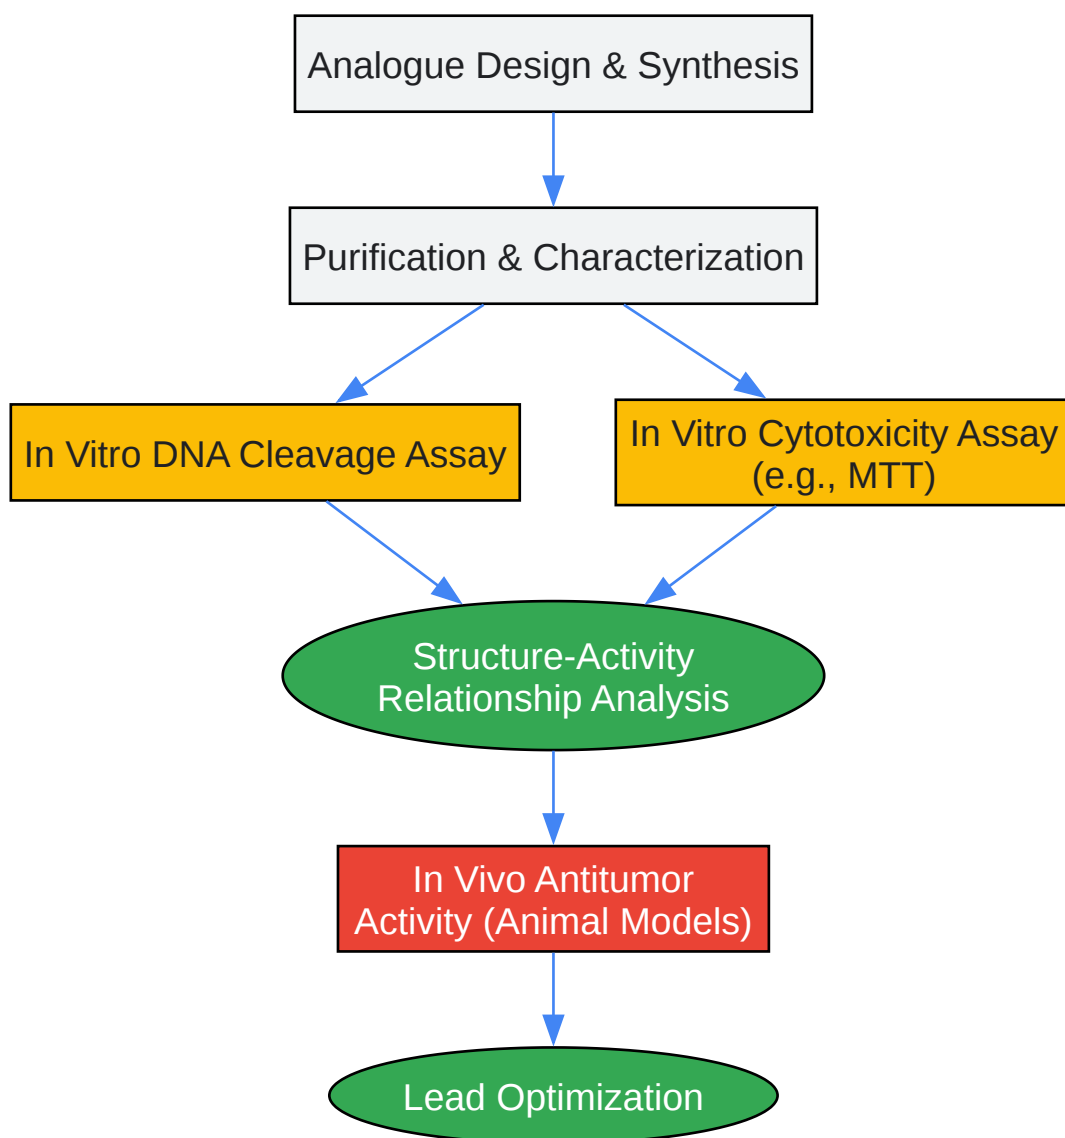 Analogue Design & Synthesis
Purification & Characterization
In Vitro DNA Cleavage Assay
In Vitro Cytotoxicity Assay
(e.g., MTT)
Structure-Activity
Relationship Analysis
In Vivo Antitumor
Activity (Animal Models)
Lead Optimization